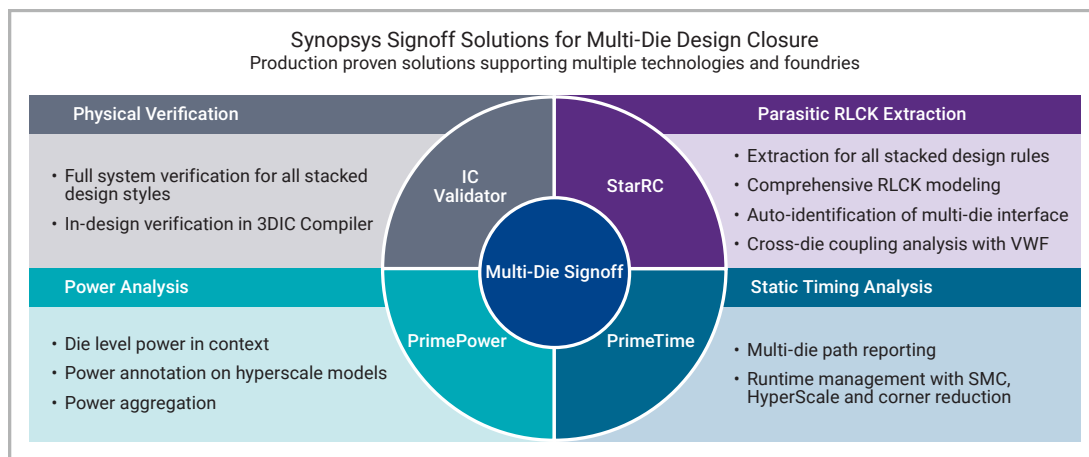 Synopsys Signoff Solutions for Multi-Die Design Closure
Production proven solutions supporting multiple technologies and foundries
Physical Verification
• Full system verification for all stacked
design styles
• In-design verification in 3DIC Compiler
IC
Validator
StarRC
Parasitic RLCK Extraction
• Extraction for all stacked design rules
• Comprehensive RLCK modeling
• Auto-identification of multi-die interface
• Cross-die coupling analysis with VWF
Multi-Die Signoff
Power Analysis
• Die level power in context
• Power annotation on hyperscale models
• Power aggregation
PrimePower
PrimeTime
Static Timing Analysis
• Multi-die path reporting
• Runtime management with SMC,
HyperScale and corner reduction